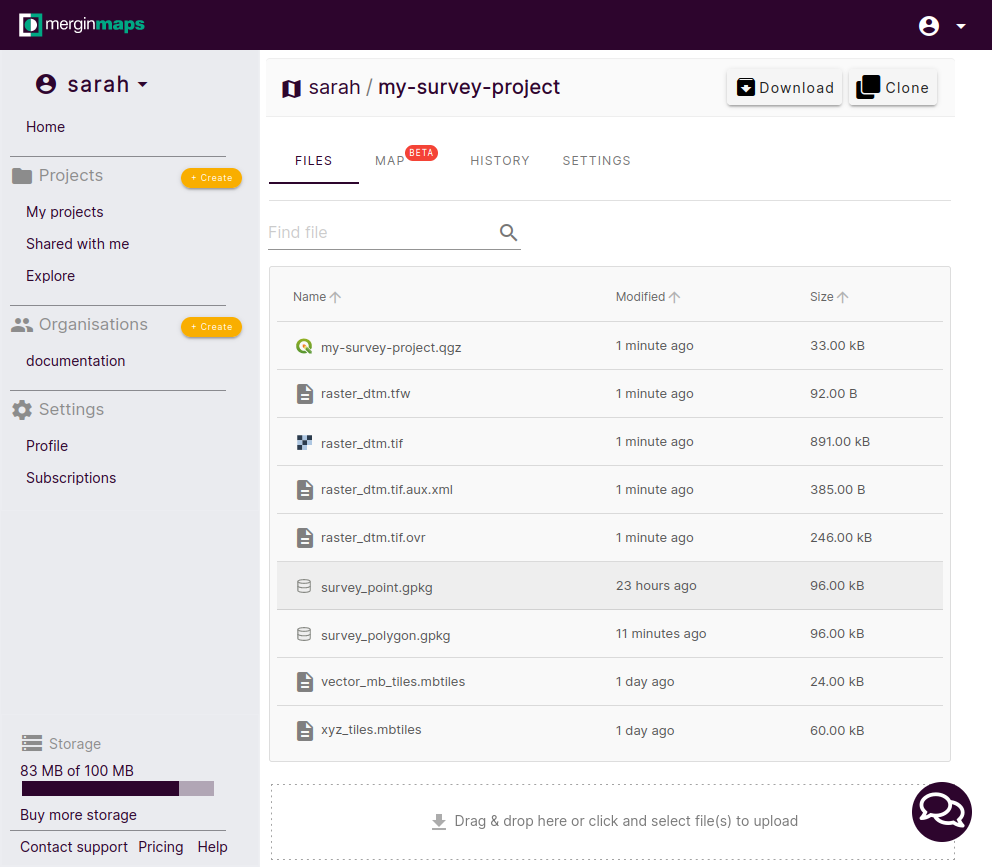 merginmaps
sarah
Home
Projects
+ Create
My projects
Shared with me
Explore
Organisations
+ Create
documentation
Settings
Profile
Subscriptions
Storage
83 MB of 100 MB
Buy more storage
Contact support Pricing Help
sarah / my-survey-project
Download
Clone
FILES MAP BETA HISTORY SETTINGS
Find file
Name Modified Size
my-survey-project.qgz 1 minute ago 33.00 kB
raster_dtm.tfw 1 minute ago 92.00 B
raster_dtm.tif 1 minute ago 891.00 kB
raster_dtm.tif.aux.xml 1 minute ago 385.00 B
raster_dtm.tif.ovr 1 minute ago 246.00 kB
survey_point.gpkg 23 hours ago 96.00 kB
survey_polygon.gpkg 11 minutes ago 96.00 kB
vector_mb_tiles.mbtiles 1 day ago 24.00 kB
xyz_tiles.mbtiles 1 day ago 60.00 kB
Drag & drop here or click and select file(s) to upload